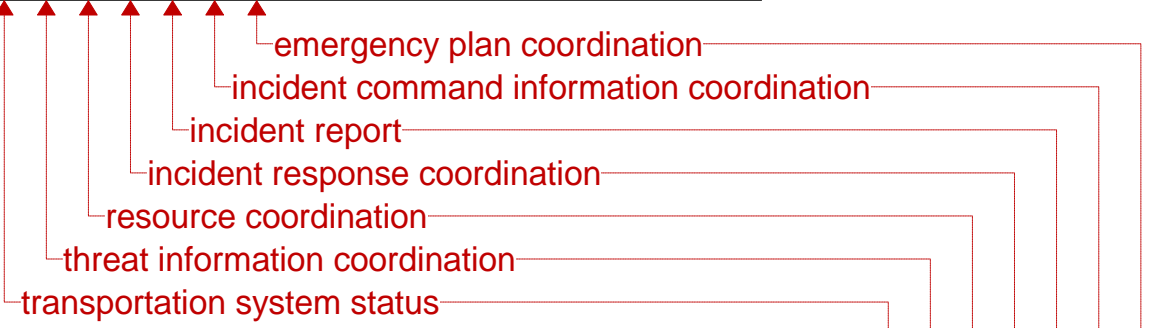 emergency plan coordination
incident command information coordination
incident report
incident response coordination
resource coordination
threat information coordination
transportation system status